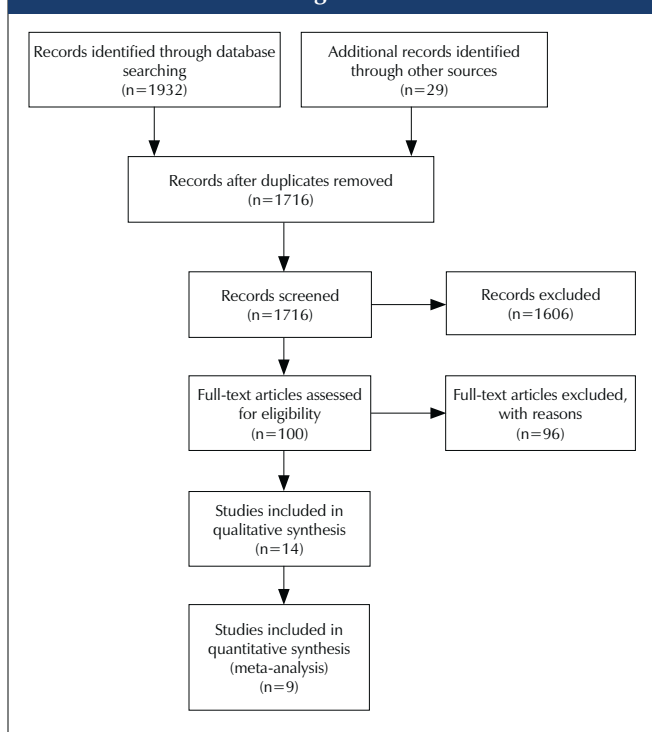 Records identified through database
searching
(n=1932)
Additional records identified
through other sources
(n=29)
Records after duplicates removed
(n=1716)
Records screened
(n=1716)
Records excluded
(n=1606)
Full-text articles assessed
for eligibility
(n=100)
Full-text articles excluded,
with reasons
(n=96)
Studies included in
qualitative synthesis
(n=14)
Studies included in
quantitative synthesis
(meta-analysis)
(n=9)